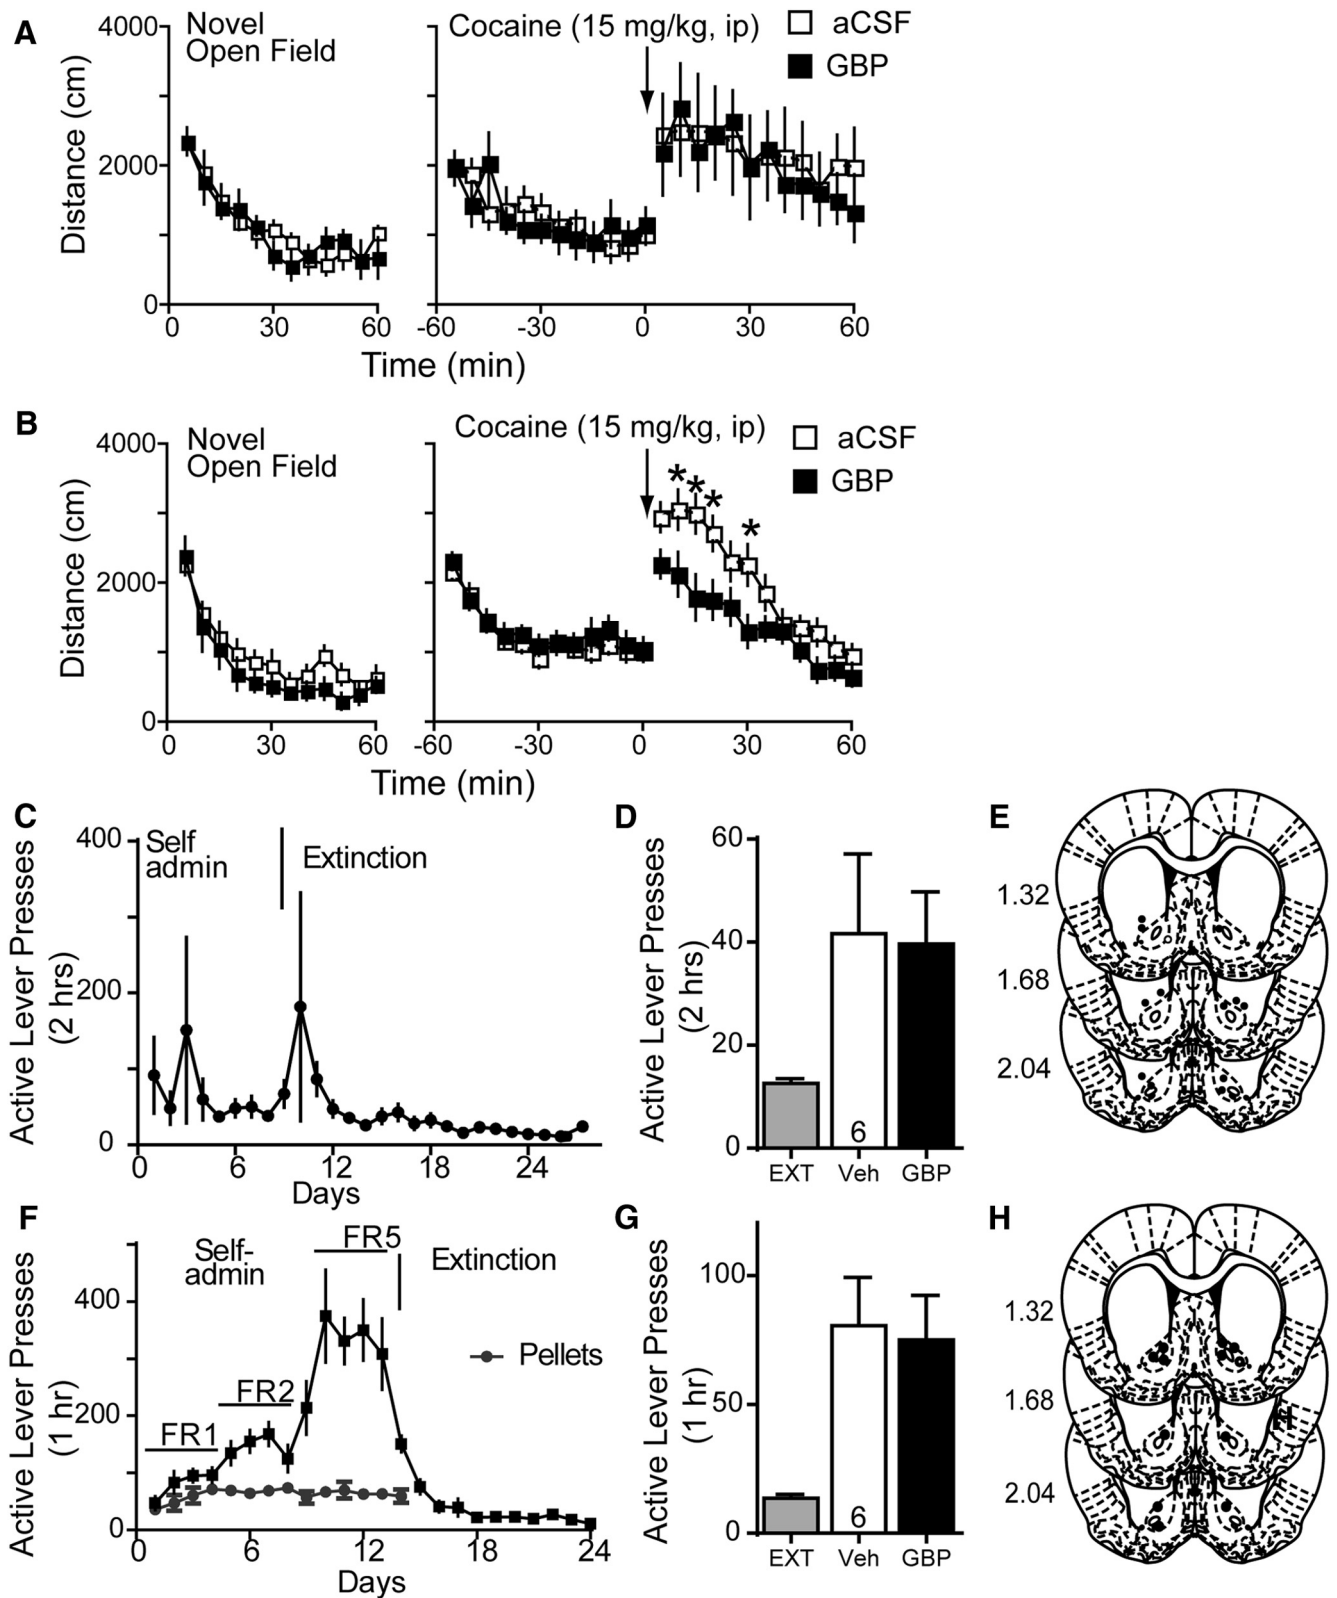 A
Novel
Open Field
Cocaine (15 mg/kg, ip)
aCSF
GBP
Distance (cm)
4000
2000
0
0 30 60
-60 -30 0 30 60
Time (min)
B
Novel
Open Field
Cocaine (15 mg/kg, ip)
aCSF
GBP
Distance (cm)
4000
2000
0
* * * *
0 30 60
-60 -30 0 30 60
Time (min)
C
Self
admin
Extinction
Active Lever Presses
(2 hrs)
400
200
0
0 6 12 18 24
Days
D
Active Lever Presses
(2 hrs)
60
40
20
0
6
EXT Veh GBP
E
1.32
1.68
2.04
F
Self-
admin
FR5
Extinction
Pellets
FR2
FR1
Active Lever Presses
(1 hr)
400
200
0
0 6 12 18 24
Days
G
Active Lever Presses
(1 hr)
100
50
0
6
EXT Veh GBP
H
1.32
1.68
H
2.04